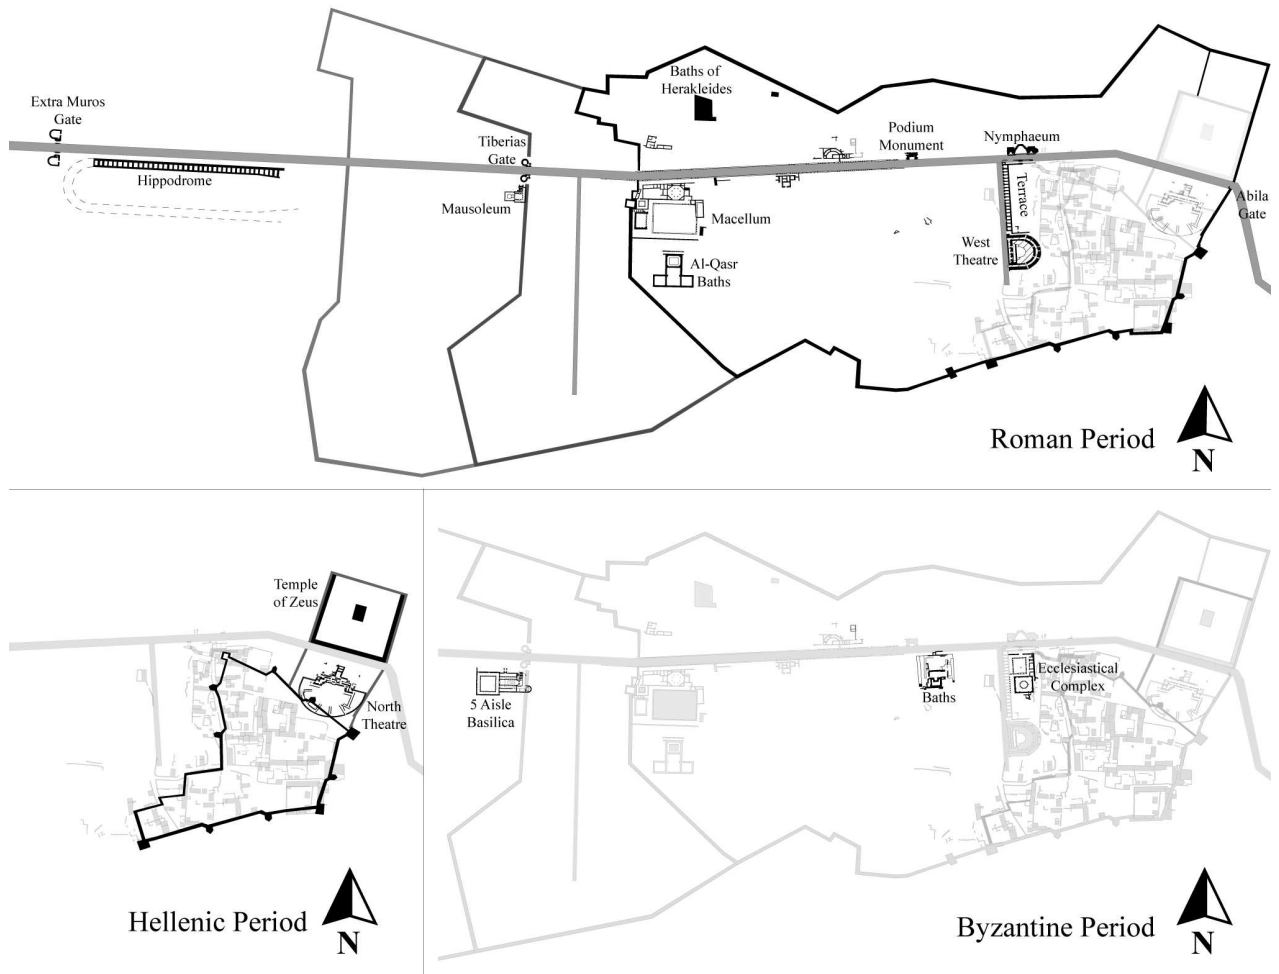 Extra Muros
Gate
Hippodrome
Tiberias
Gate
Mausoleum
Baths of
Herakleides
Macellum
Al-Qasr
Baths
Podium
Monument
Nymphaeum
Terrace
West
Theatre
Abila
Gate
Roman Period
N
Temple
of Zeus
North
Theatre
Hellenic Period
N
5 Aisle
Basilica
Baths
Ecclesiastical
Complex
Byzantine Period
N